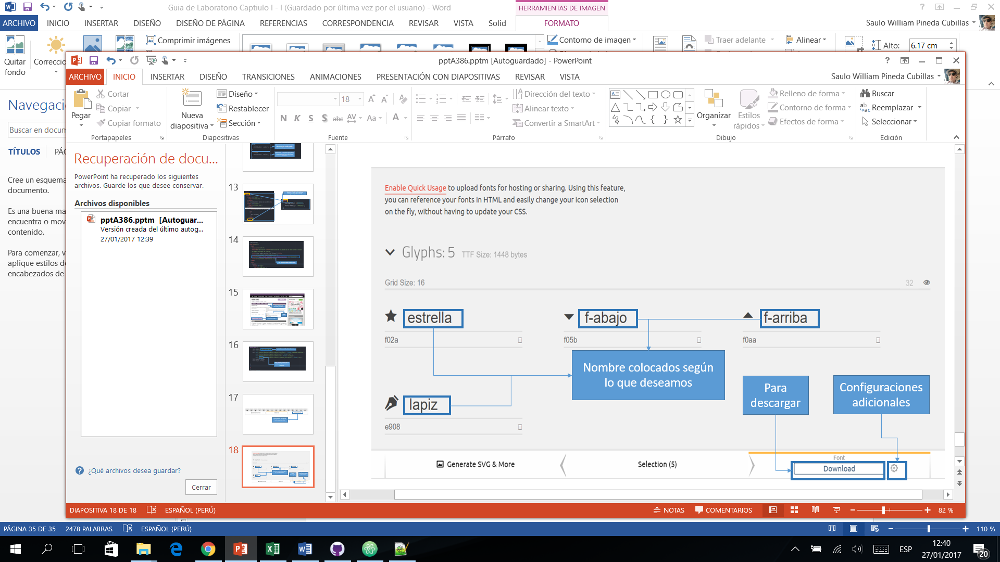 Guia de Laboratorio Captiulo I - I (Guardado por última vez por el usuario) - Word
HERRAMIENTAS DE IMAGEN
ARCHIVO INICIO INSERTAR DISEÑO DISEÑO DE PÁGINA REFERENCIAS CORRESPONDENCIA REVISAR VISTA Solid FORMATO
Saulo William Pineda Cubillas
Comprimir imágenes
Contorno de imagen
Traer adelante
Alinear
Alto: 6.17 cm
Quitar
fondo
Correccio
pptA386.pptm [Autoguardado] - PowerPoint
ARCHIVO INICIO INSERTAR DISEÑO TRANSICIONES ANIMACIONES PRESENTACIÓN CON DIAPOSITIVAS REVISAR VISTA
Saulo William Pineda Cubillas
Pegar
Cortar
Copiar
Copiar formato
Portapapeles
Nueva
diapositiva
Diseño
Restablecer
Sección
Diapositivas
18
N K S S abc AV Aa A
Fuente
Dirección del texto
Alinear texto
Convertir a SmartArt
Párrafo
Organizar
Estilos
rápidos
Relleno de forma
Contorno de forma
Efectos de forma
Dibujo
Buscar
Reemplazar
Seleccionar
Edición
Navegaci
Buscar en docum
TÍTULOS PÁG
Cree un esquema
documento.
Es una buena ma
encuentra o mov
contenido.
Para comenzar, v
aplique estilos de
encabezados de
Recuperación de docu...
PowerPoint ha recuperado los siguientes
archivos. Guarde los que desee conservar.
Archivos disponibles
pptA386.pptm [Autoguar...
Versión creada del último autog...
27/01/2017 12:39
¿Qué archivos desea guardar?
Cerrar
13
14
15
16
17
18
Enable Quick Usage to upload fonts for hosting or sharing. Using this feature,
you can reference your fonts in HTML and easily change your icon selection
on the fly, without having to update your CSS.
Glyphs: 5 TTF Size: 1448 bytes
Grid Size: 16
32
estrella
f-abajo
f-arriba
f02a
f05b
f0aa
Nombre colocados según
lo que deseamos
lapiz
e908
Para
descargar
Configuraciones
adicionales
Generate SVG & More
Selection (5)
Font
Download
DIAPOSITIVA 18 DE 18 ESPAÑOL (PERÚ)
NOTAS COMENTARIOS 82 %
PÁGINA 35 DE 35 2478 PALABRAS ESPAÑOL (PERÚ) 110 %
ESP
12:40
27/01/2017
20